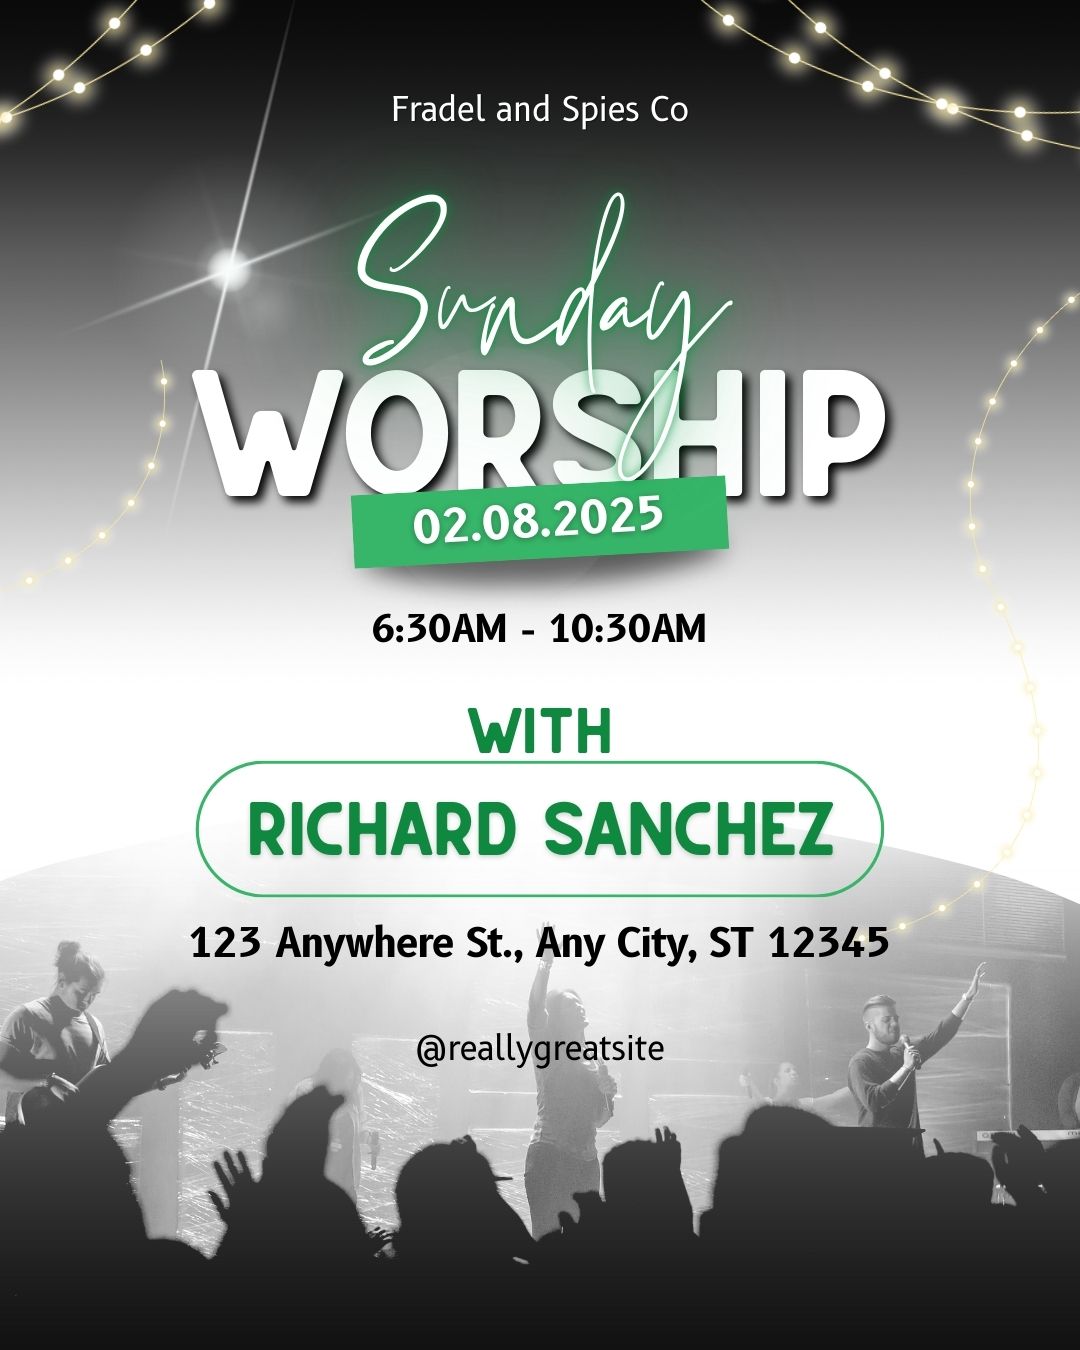 Fradel and Spies Co
Sunday
WORSHIP
02.08.2025
6:30AM - 10:30AM
WITH
RICHARD SANCHEZ
123 Anywhere St., Any City, ST 12345
@reallygreatsite